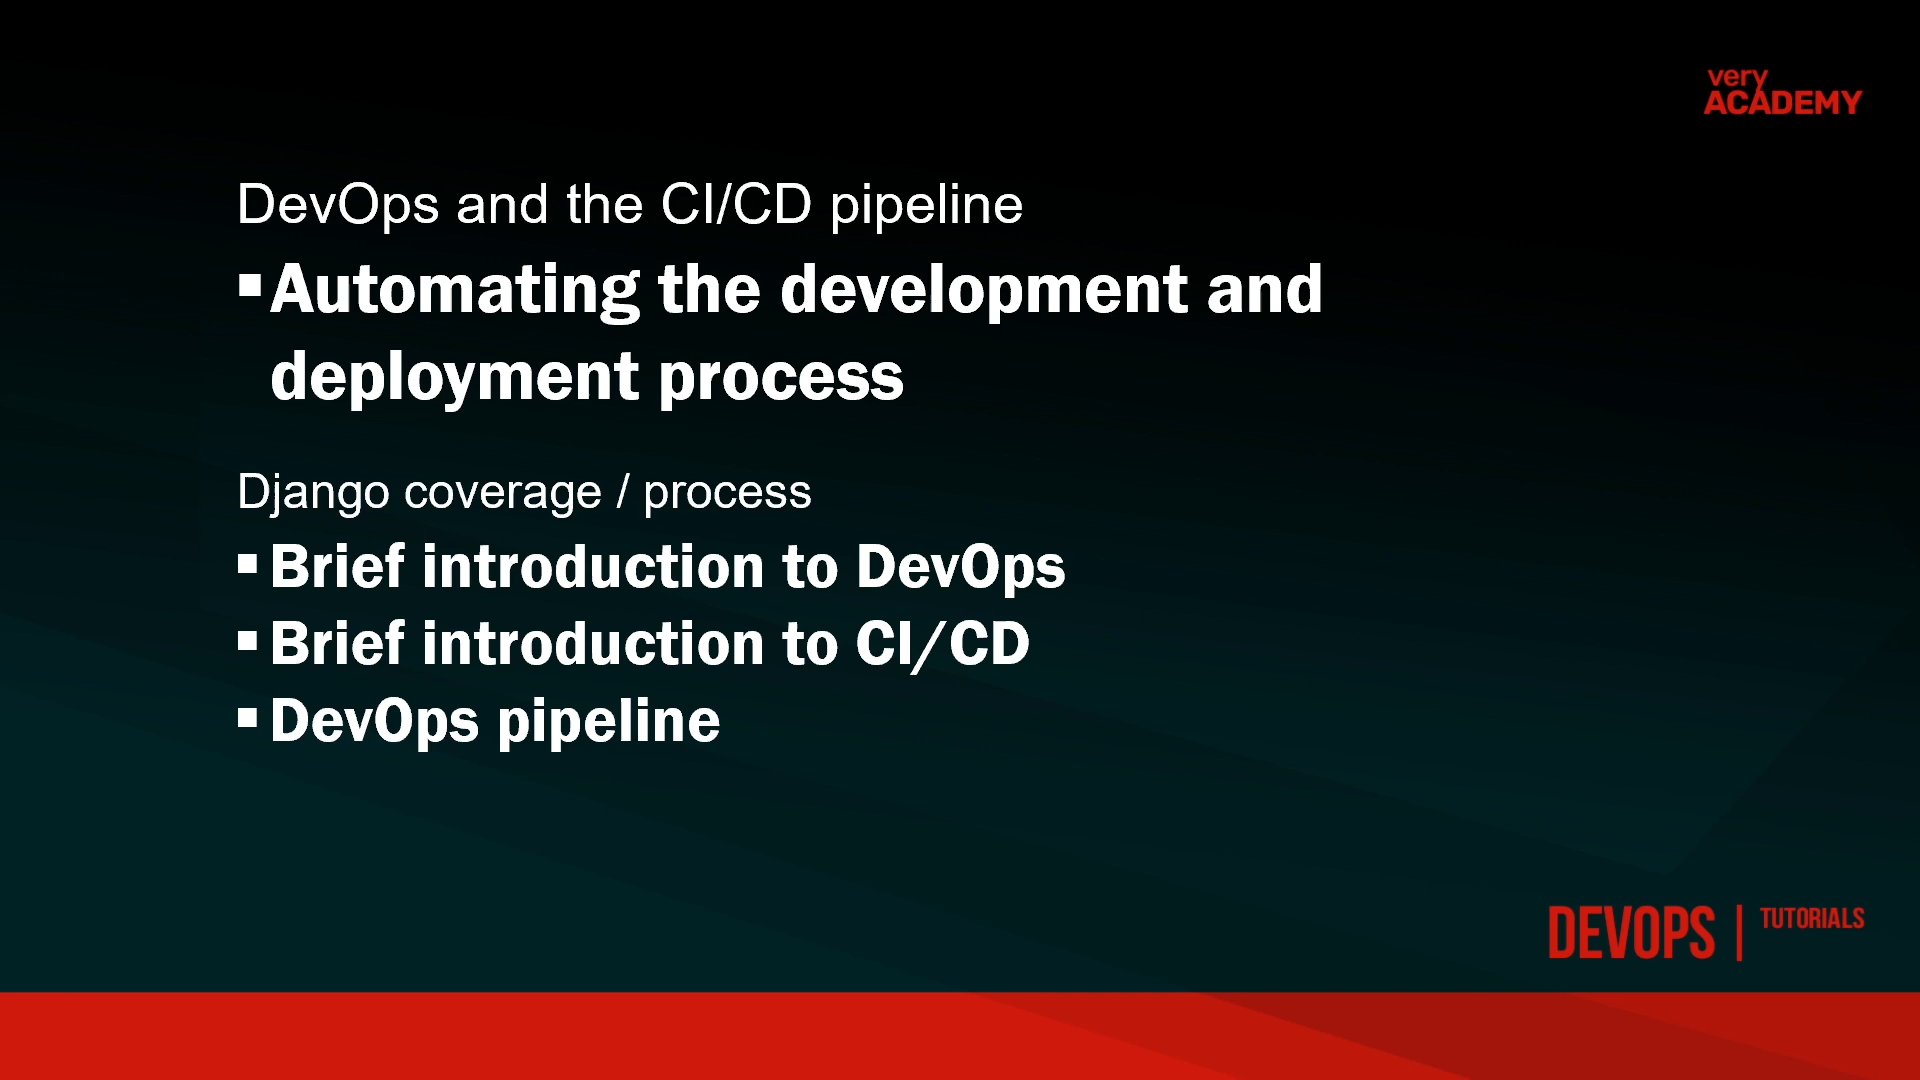 very
ACADEMY
DevOps and the CI/CD pipeline
▪Automating the development and
deployment process
Django coverage / process
▪Brief introduction to DevOps
▪Brief introduction to CI/CD
▪DevOps pipeline
DEVOPS | TUTORIALS